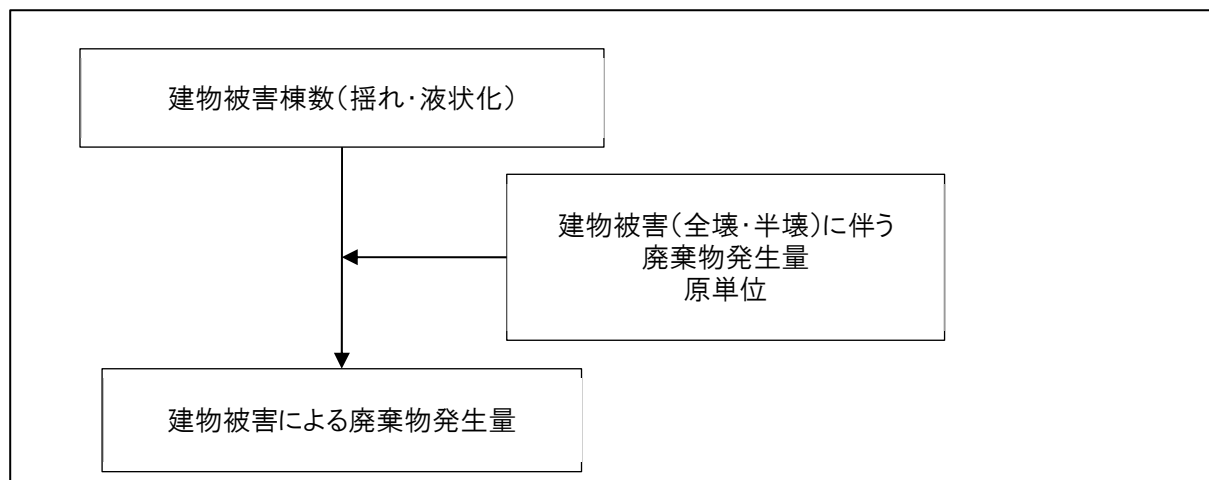 建物被害棟数（揺れ・液状化）
建物被害（全壊・半壊）に伴う
廃棄物発生量
原単位
建物被害による廃棄物発生量